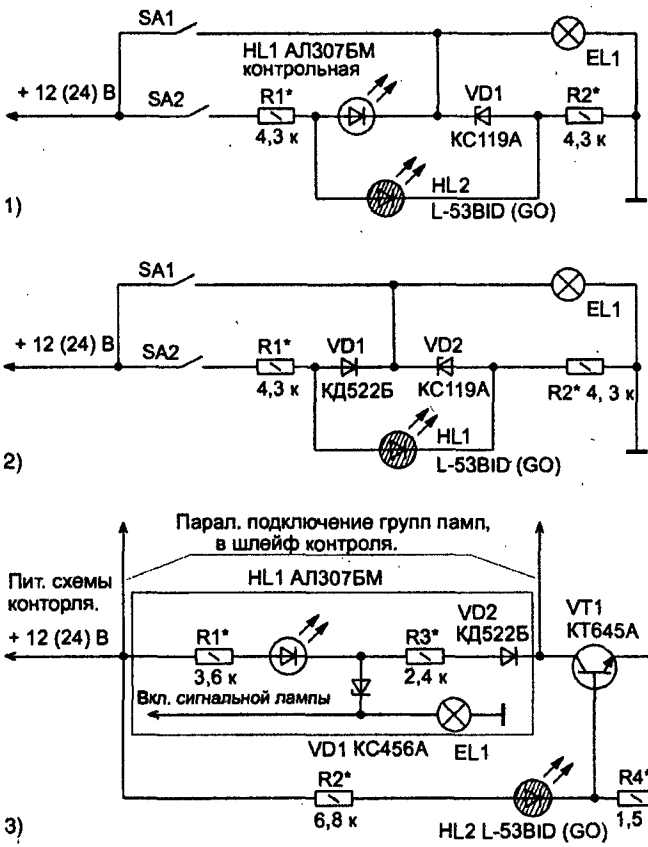 SA1
HL1 АЛ307БМ
контрольная
EL1
+ 12 (24) В
SA2
R1*
VD1
R2*
4,3 к
КС119А
4,3 к
HL2
L-53BID (GO)
1)
SA1
EL1
+ 12 (24) В
SA2
R1*
VD1
VD2
4,3 к
КД522Б
КС119А
R2* 4, 3 к
HL1
L-53BID (GO)
2)
Парал. подключение групп ламп,
в шлейф контроля.
HL1 АЛ307БМ
Пит. схемы
конторля.
VD2
КД522Б
VT1
КТ645А
+ 12 (24) В
R1*
R3*
3,6 к
2,4 к
Вкл. сигнальной лампы
VD1 КС456А
EL1
R2*
R4*
6,8 к
1,5
HL2 L-53BID (GO)
3)